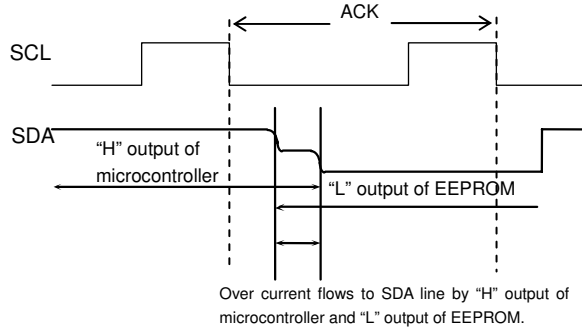 ACK
SCL
SDA
“H” output of
microcontroller
“L” output of EEPROM
Over current flows to SDA line by “H” output of
microcontroller and “L” output of EEPROM.